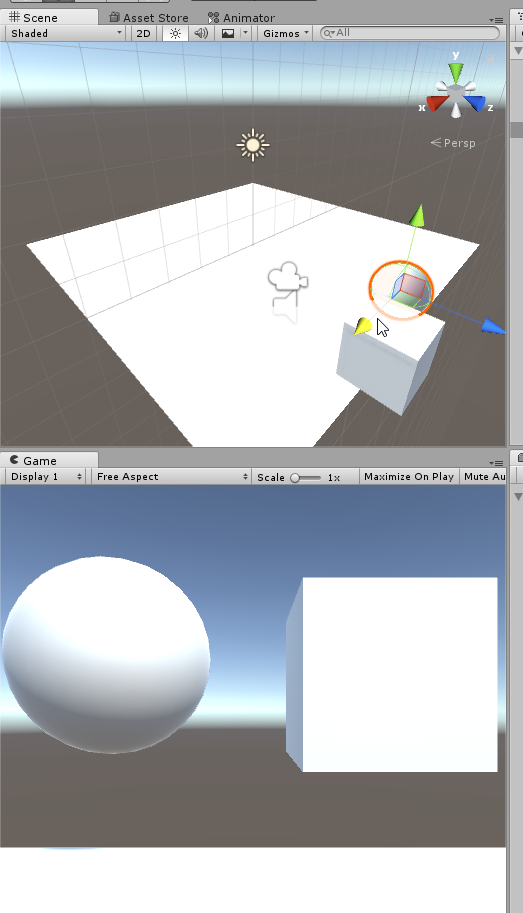 Scene Asset Store Animator
Shaded 2D Gizmos All
y
x z
Persp
Game
Display 1 Free Aspect Scale 1x Maximize On Play Mute Au